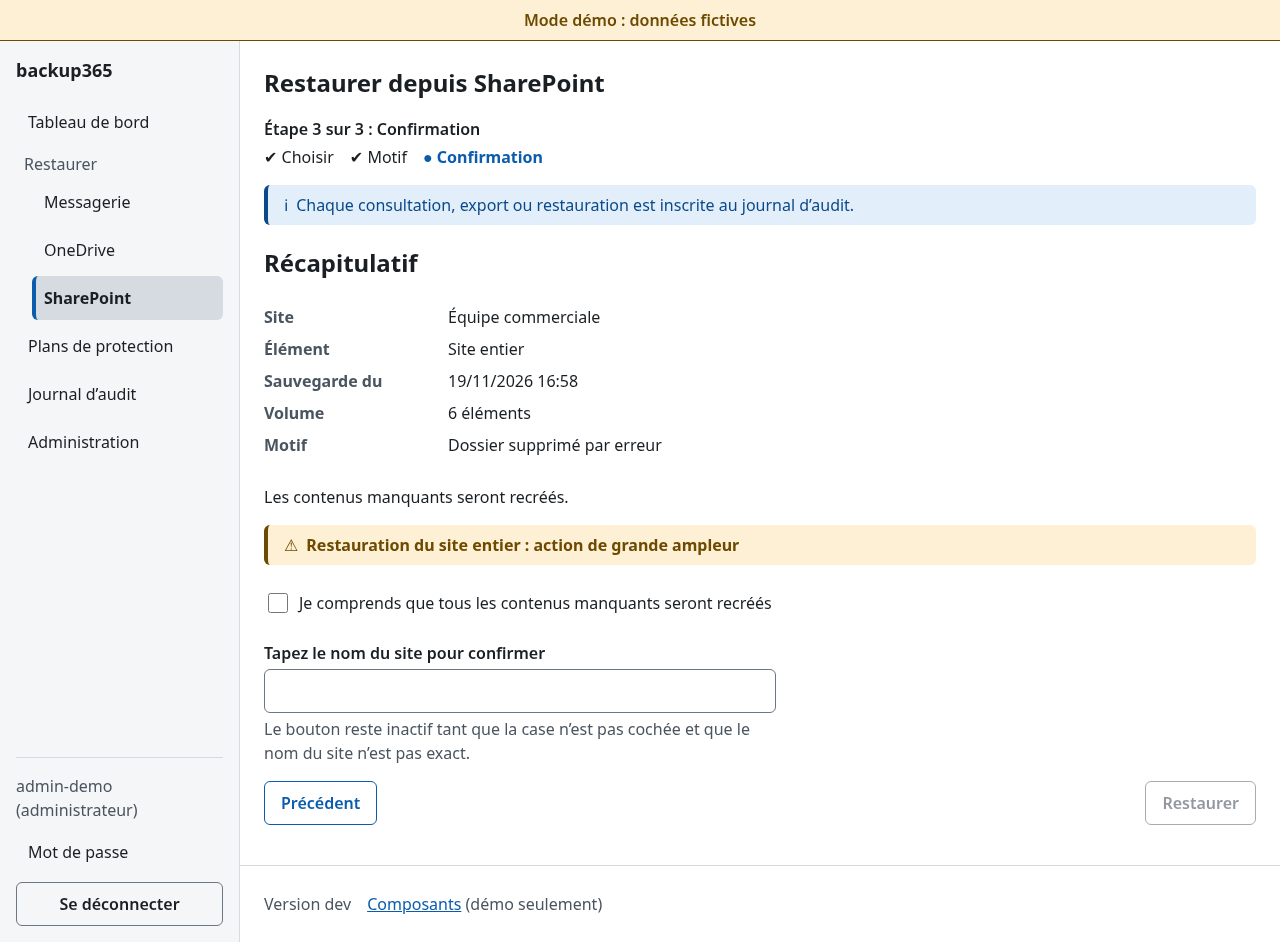 Mode démo : données fictives
backup365
Tableau de bord
Restaurer
Messagerie
OneDrive
SharePoint
Plans de protection
Journal d’audit
Administration
admin-demo
(administrateur)
Mot de passe
Se déconnecter
Restaurer depuis SharePoint
Étape 3 sur 3 : Confirmation
✔ Choisir ✔ Motif ● Confirmation
i Chaque consultation, export ou restauration est inscrite au journal d’audit.
Récapitulatif
Site Équipe commerciale
Élément Site entier
Sauvegarde du 19/11/2026 16:58
Volume 6 éléments
Motif Dossier supprimé par erreur
Les contenus manquants seront recréés.
⚠ Restauration du site entier : action de grande ampleur
Je comprends que tous les contenus manquants seront recréés
Tapez le nom du site pour confirmer
Le bouton reste inactif tant que la case n’est pas cochée et que le
nom du site n’est pas exact.
Précédent Restaurer
Version dev Composants (démo seulement)